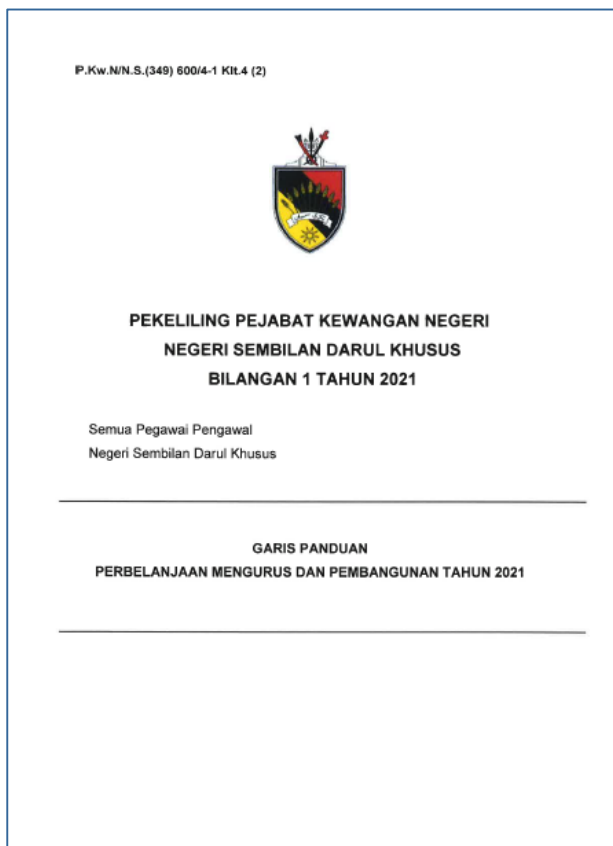 P.Kw.N/N.S.(349) 600/4-1 Klt.4 (2)
PEKELILING PEJABAT KEWANGAN NEGERI
NEGERI SEMBILAN DARUL KHUSUS
BILANGAN 1 TAHUN 2021
Semua Pegawai Pengawal
Negeri Sembilan Darul Khusus
GARIS PANDUAN
PERBELANJAAN MENGURUS DAN PEMBANGUNAN TAHUN 2021